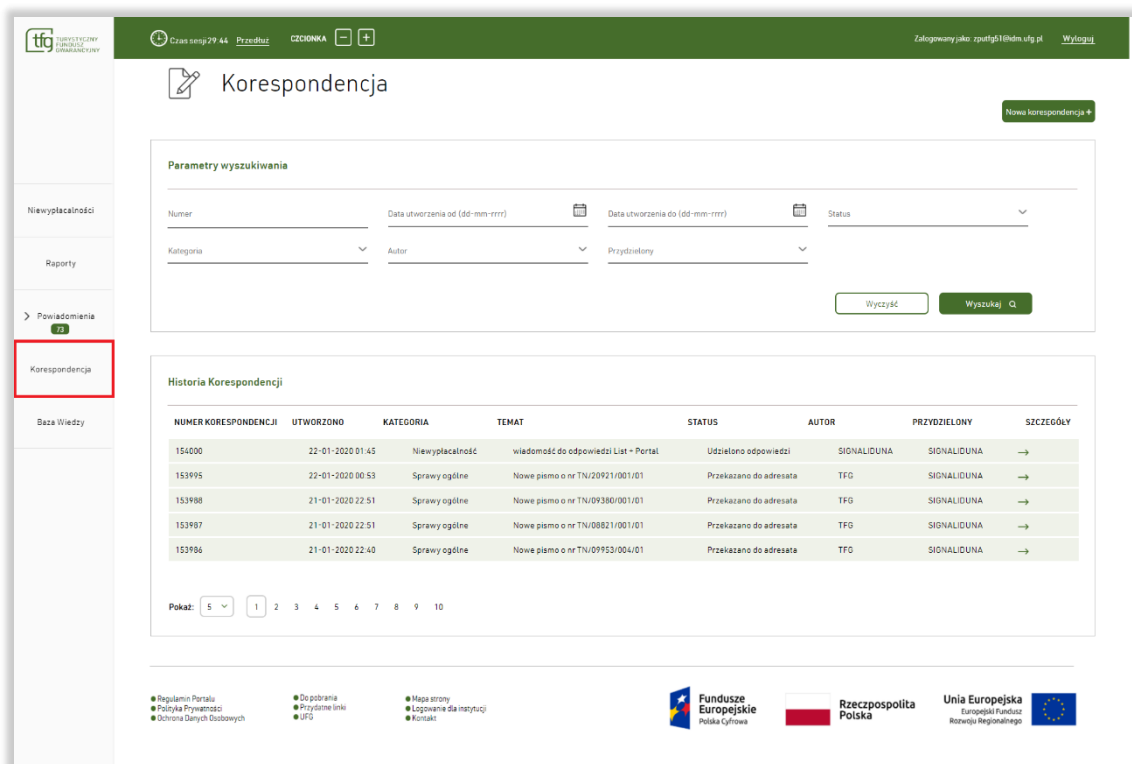 tfg TURYSTYCZNY
FUNDUSZ
GWARANCYJNY
Czas sesji 29:44 Przedłuż CZCIONKA − +
Zalogowany jako: zputfg51@idm.ufg.pl Wyloguj
Korespondencja
Nowa korespondencja +
Niewypłacalności
Raporty
Powiadomienia
73
Korespondencja
Baza Wiedzy
Parametry wyszukiwania
Numer Data utworzenia od (dd-mm-rrrr) Data utworzenia do (dd-mm-rrrr) Status
Kategoria Autor Przydzielony
Wyczyść Wyszukaj
Historia Korespondencji
NUMER KORESPONDENCJI UTWORZONO KATEGORIA TEMAT STATUS AUTOR PRZYDZIELONY SZCZEGÓŁY
154000 22-01-2020 01:45 Niewypłacalność wiadomość do odpowiedzi List + Portal Udzielono odpowiedzi SIGNALIDUNA SIGNALIDUNA →
153995 22-01-2020 00:53 Sprawy ogólne Nowe pismo o nr TN/20921/001/01 Przekazano do adresata TFG SIGNALIDUNA →
153988 21-01-2020 22:51 Sprawy ogólne Nowe pismo o nr TN/09380/001/01 Przekazano do adresata TFG SIGNALIDUNA →
153987 21-01-2020 22:51 Sprawy ogólne Nowe pismo o nr TN/08821/001/01 Przekazano do adresata TFG SIGNALIDUNA →
153986 21-01-2020 22:40 Sprawy ogólne Nowe pismo o nr TN/09953/004/01 Przekazano do adresata TFG SIGNALIDUNA →
Pokaż: 5 1 2 3 4 5 6 7 8 9 10
Regulamin Portalu
Polityka Prywatności
Ochrona Danych Osobowych
Do pobrania
Przydatne linki
UFG
Mapa strony
Logowanie dla instytucji
Kontakt
Fundusze
Europejskie
Polska Cyfrowa
Rzeczpospolita
Polska
Unia Europejska
Europejski Fundusz
Rozwoju Regionalnego